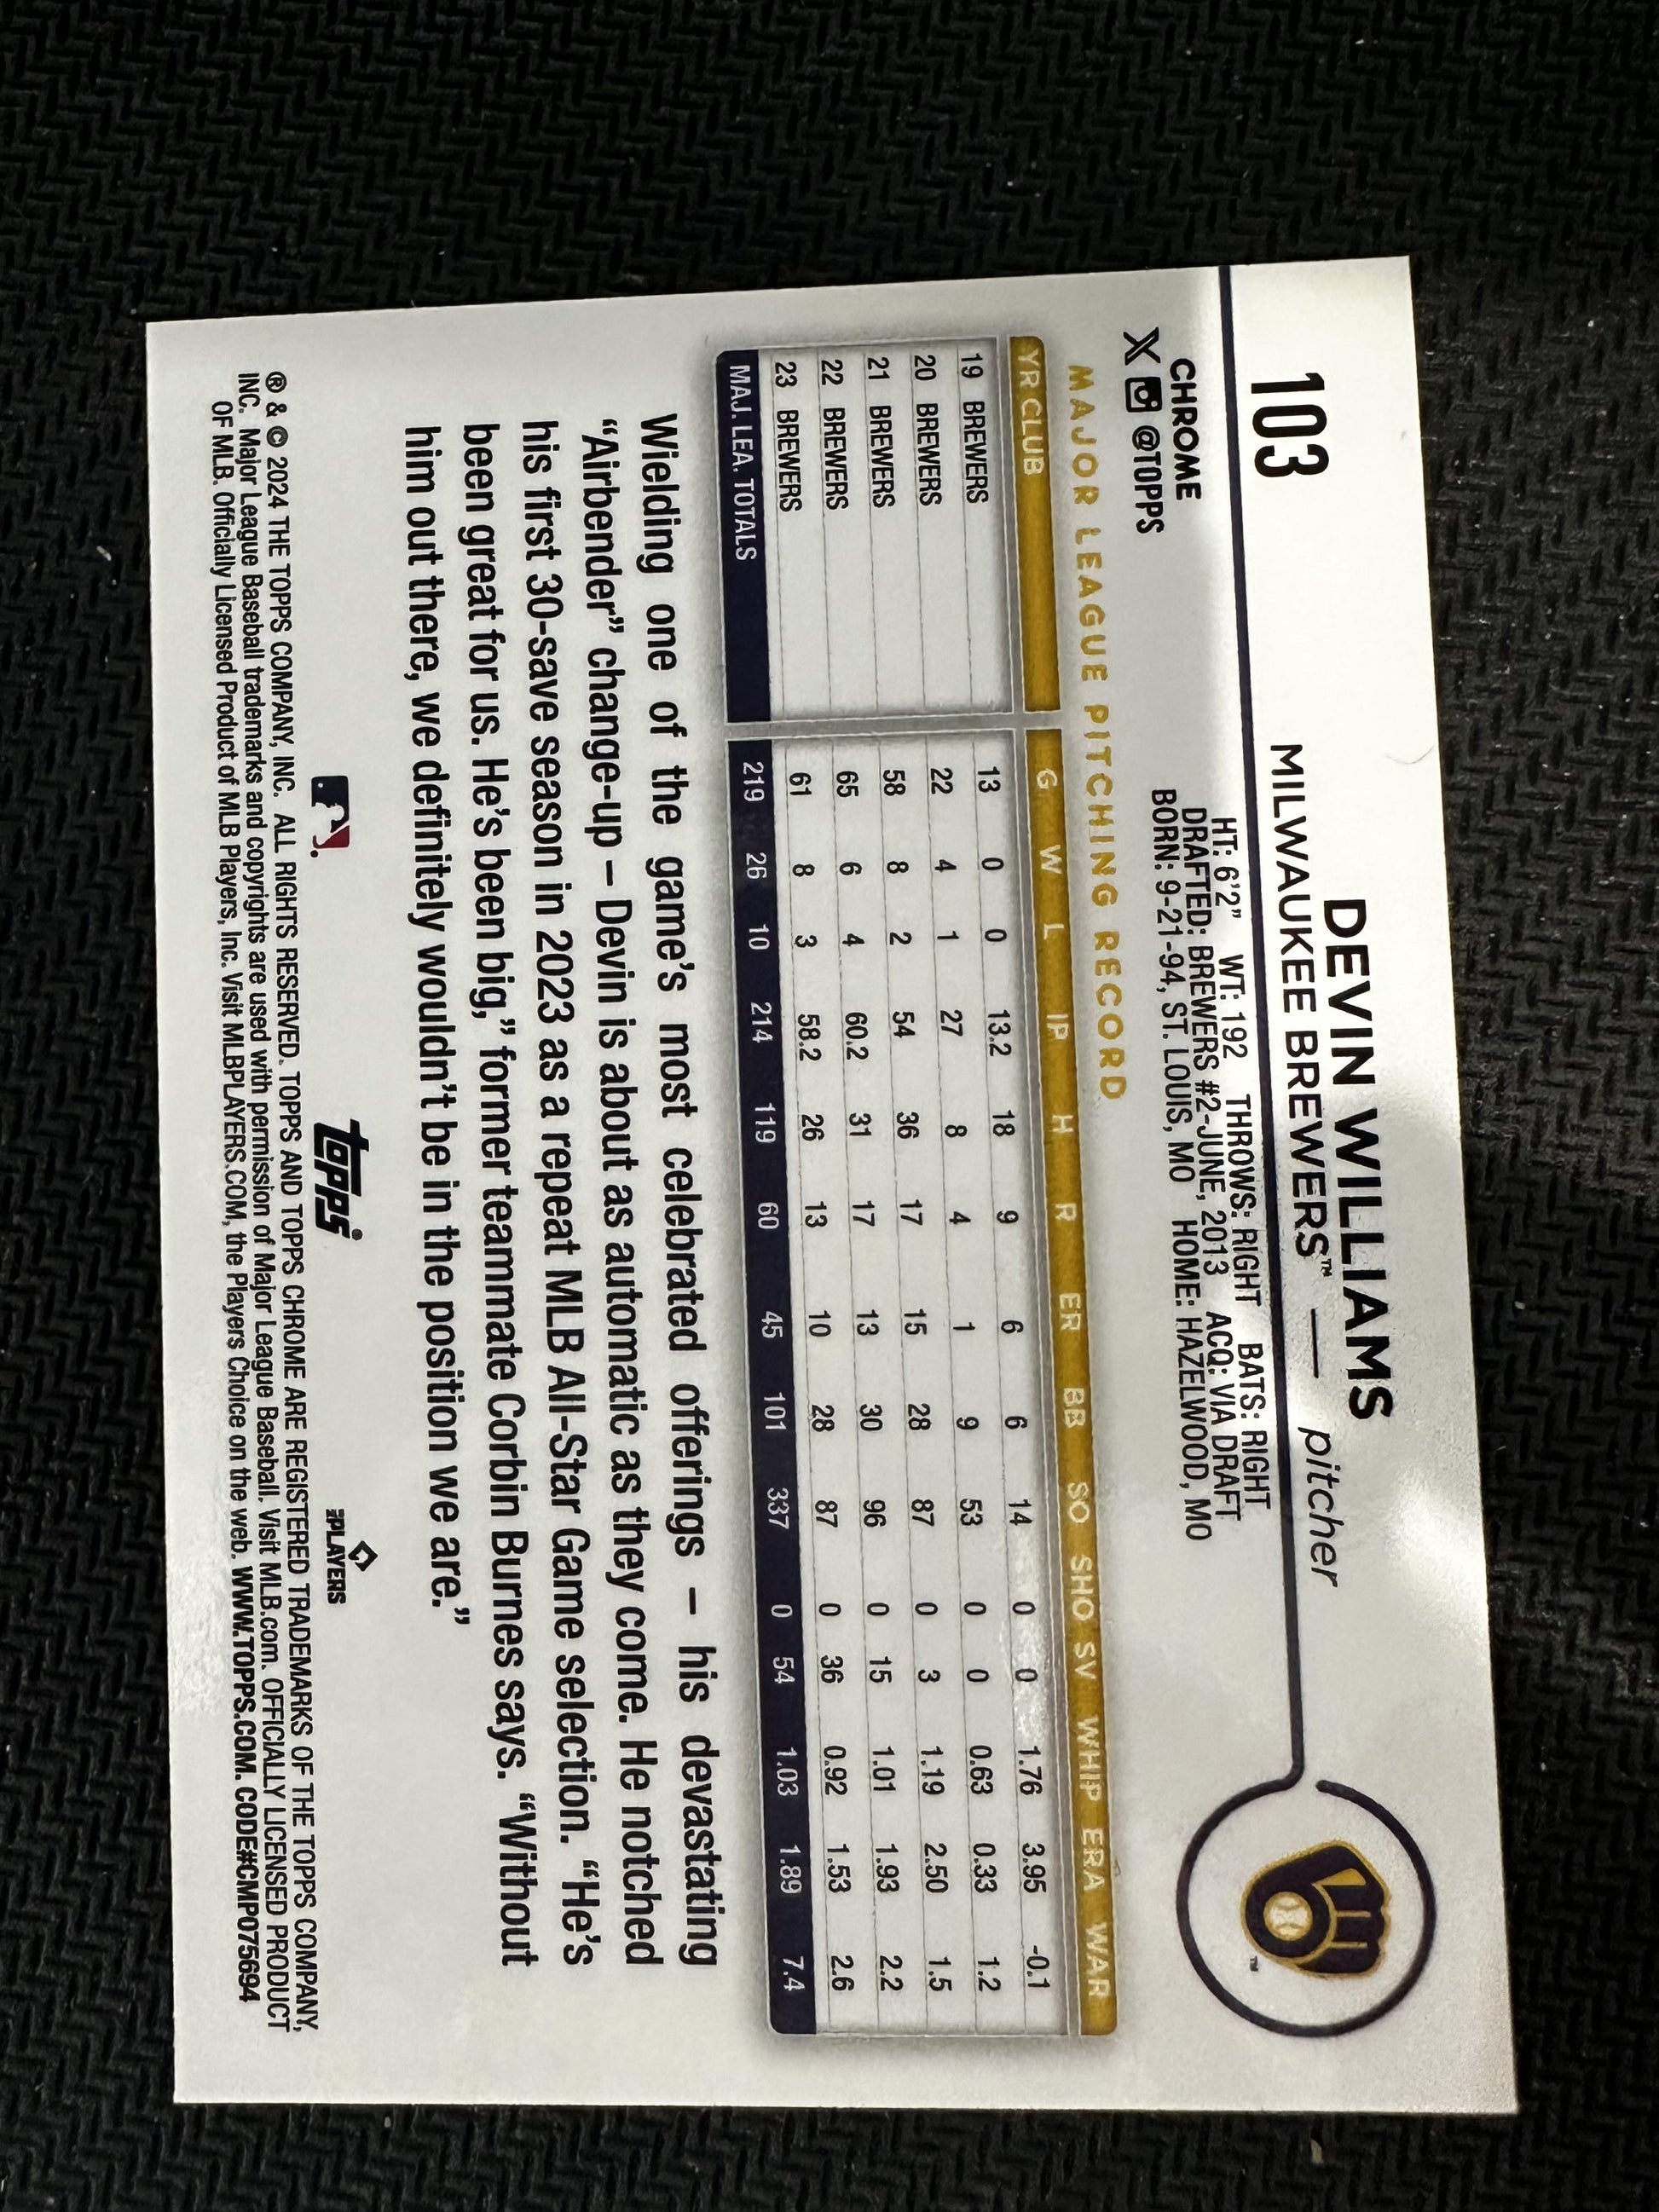 103
DEVIN WILLIAMS
MILWAUKEE BREWERS™ — pitcher
CHROME
X @TOPPS
HT: 6'2" WT: 192 THROWS: RIGHT BATS: RIGHT
DRAFTED: BREWERS #2-JUNE, 2013 ACQ: VIA DRAFT
BORN: 9-21-94, ST. LOUIS, MO HOME: HAZELWOOD, MO
™
MAJOR LEAGUE PITCHING RECORD
YR CLUB G W L IP H R ER BB SO SHO SV WHIP ERA WAR
19 BREWERS 13 0 0 13.2 18 9 6 6 14 0 0 1.76 3.95 -0.1
20 BREWERS 22 4 1 27 8 4 1 9 53 0 0 0.63 0.33 1.2
21 BREWERS 58 8 2 54 36 17 15 28 87 0 3 1.19 2.50 1.5
22 BREWERS 65 6 4 60.2 31 17 13 30 96 0 15 1.01 1.93 2.2
23 BREWERS 61 8 3 58.2 26 13 10 28 87 0 36 0.92 1.53 2.6
MAJ. LEA. TOTALS 219 26 10 214 119 60 45 101 337 0 54 1.03 1.89 7.4
Wielding one of the game's most celebrated offerings – his devastating
“Airbender” change-up – Devin is about as automatic as they come. He notched
his first 30-save season in 2023 as a repeat MLB All-Star Game selection. “He's
been great for us. He's been big,” former teammate Corbin Burnes says. “Without
him out there, we definitely wouldn't be in the position we are.”
topps
MLB PLAYERS
® & © 2024 THE TOPPS COMPANY, INC. ALL RIGHTS RESERVED. TOPPS AND TOPPS CHROME ARE REGISTERED TRADEMARKS OF THE TOPPS COMPANY,
INC. Major League Baseball trademarks and copyrights are used with permission of Major League Baseball. Visit MLB.com. OFFICIALLY LICENSED PRODUCT
OF MLB. Officially Licensed Product of MLB Players, Inc. Visit MLBPLAYERS.COM, the Players Choice on the web. WWW.TOPPS.COM. CODE#CMP075694